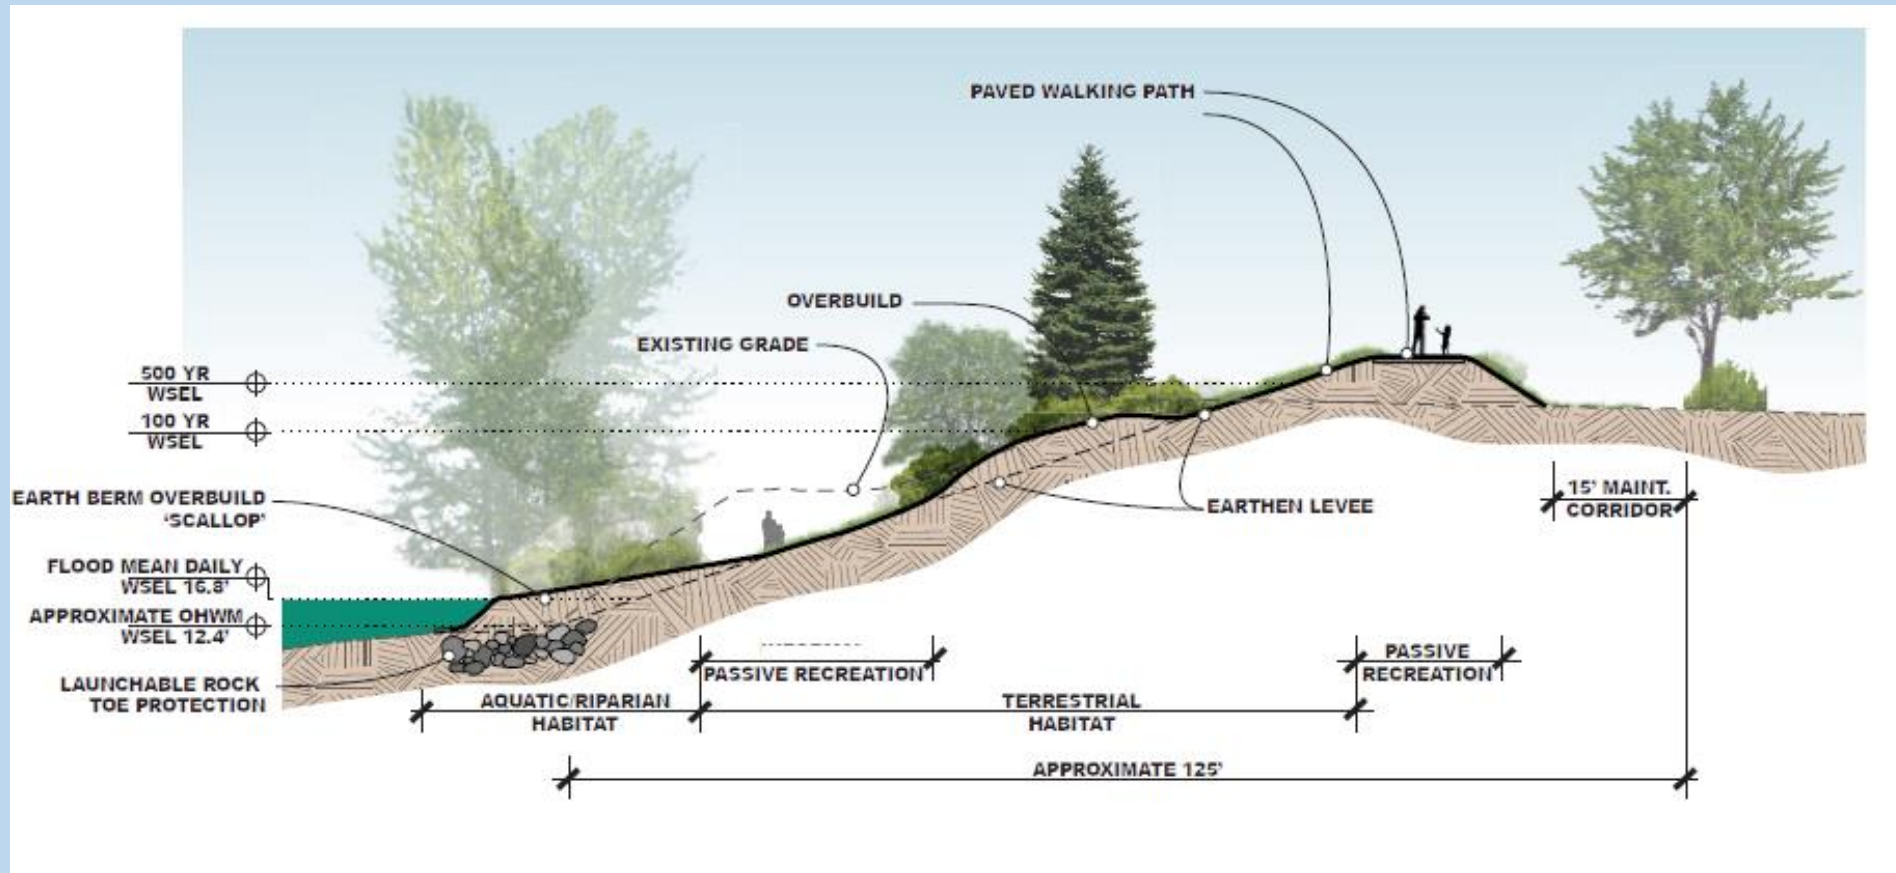 PAVED WALKING PATH
OVERBUILD
EXISTING GRADE
500 YR
WSEL
100 YR
WSEL
EARTH BERM OVERBUILD
'SCALLOP'
EARTHEN LEVEE
15' MAINT.
CORRIDOR
FLOOD MEAN DAILY
WSEL 16.8'
APPROXIMATE OHWM
WSEL 12.4'
LAUNCHABLE ROCK
TOE PROTECTION
PASSIVE RECREATION
PASSIVE
RECREATION
AQUATIC/RIPARIAN
HABITAT
TERRESTRIAL
HABITAT
APPROXIMATE 125'